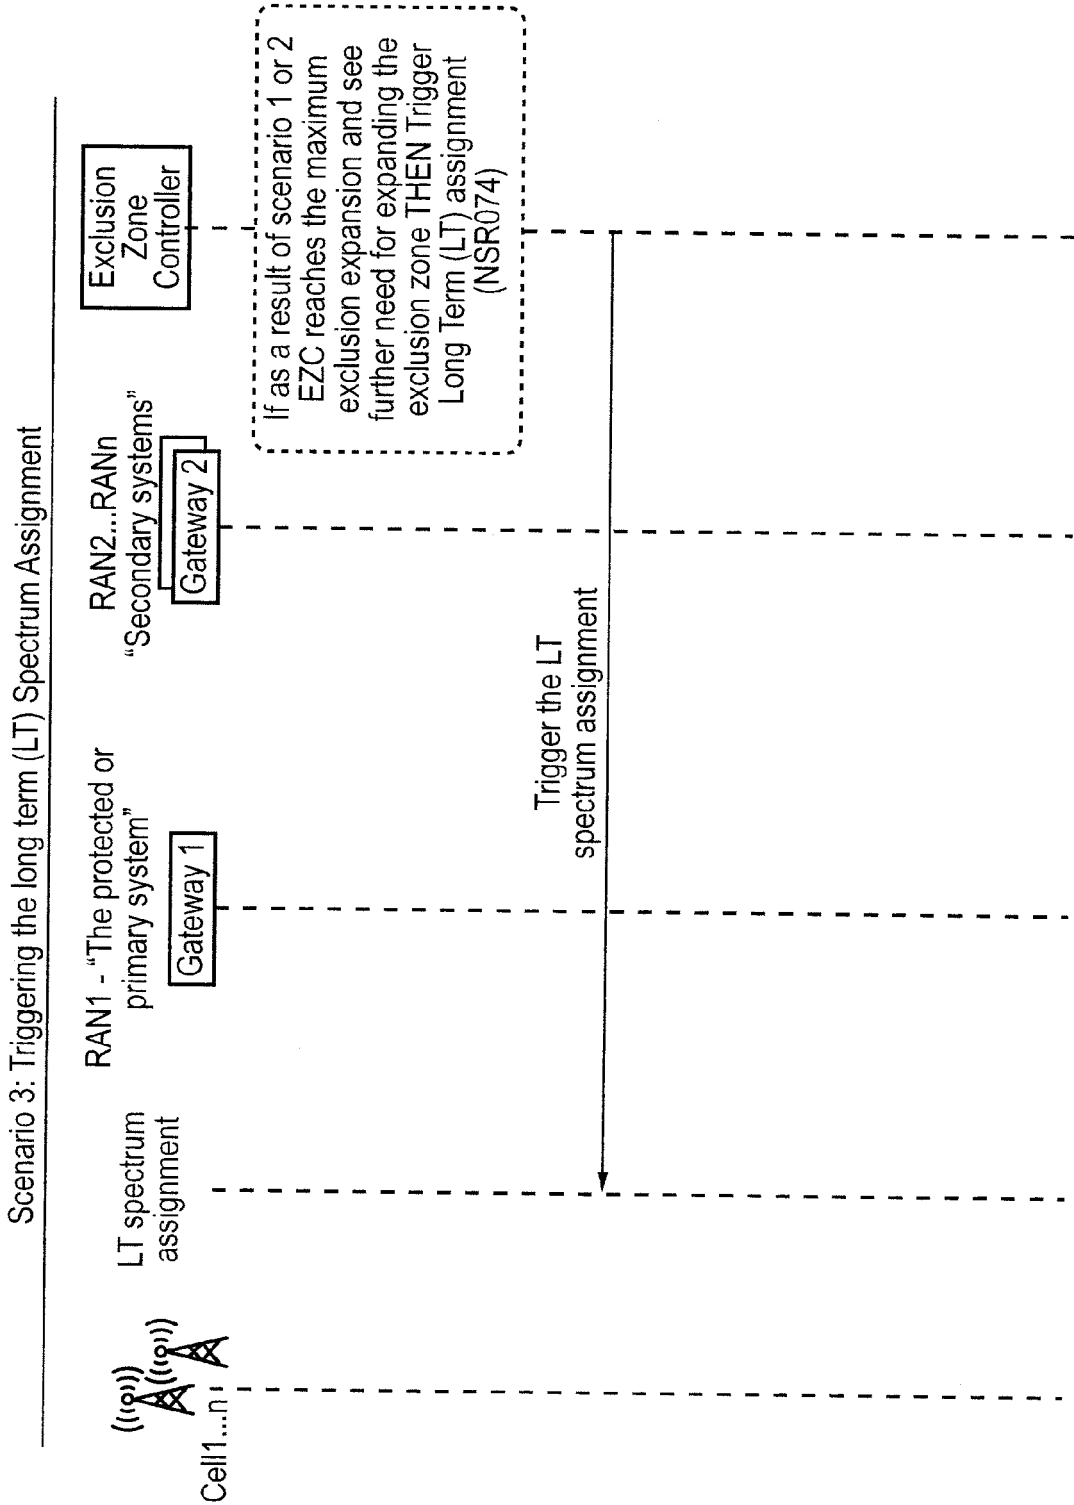 Scenario 3: Triggering the long term (LT) Spectrum Assignment
Cell1...n
LT spectrum
assignment
RAN1 - “The protected or
primary system”
Gateway 1
RAN2...RANn
“Secondary systems”
Gateway 2
Exclusion
Zone
Controller
If as a result of scenario 1 or 2
EZC reaches the maximum
exclusion expansion and see
further need for expanding the
exclusion zone THEN Trigger
Long Term (LT) assignment
(NSR074)
Trigger the LT
spectrum assignment